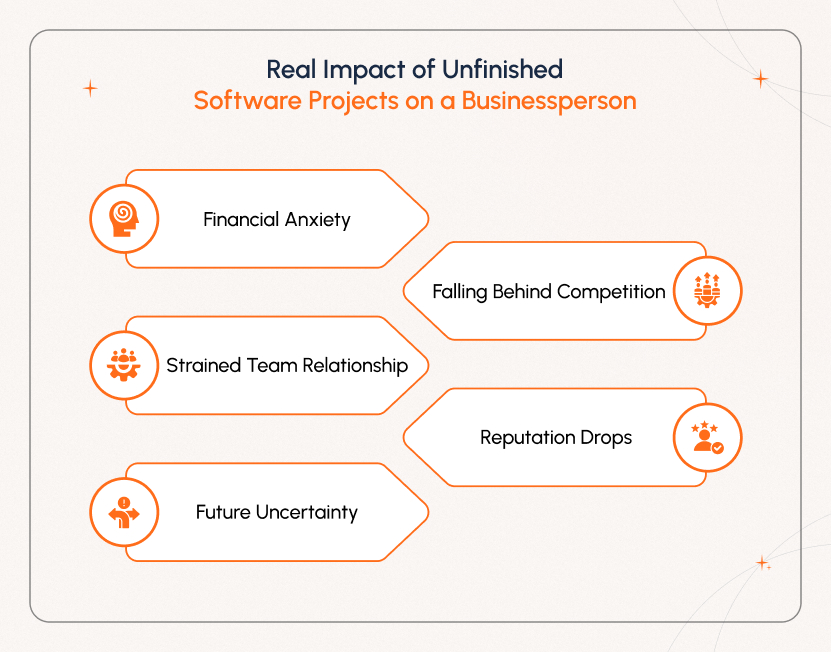 Real Impact of Unfinished
Software Projects on a Businessperson
Financial Anxiety
Falling Behind Competition
Strained Team Relationship
Reputation Drops
Future Uncertainty